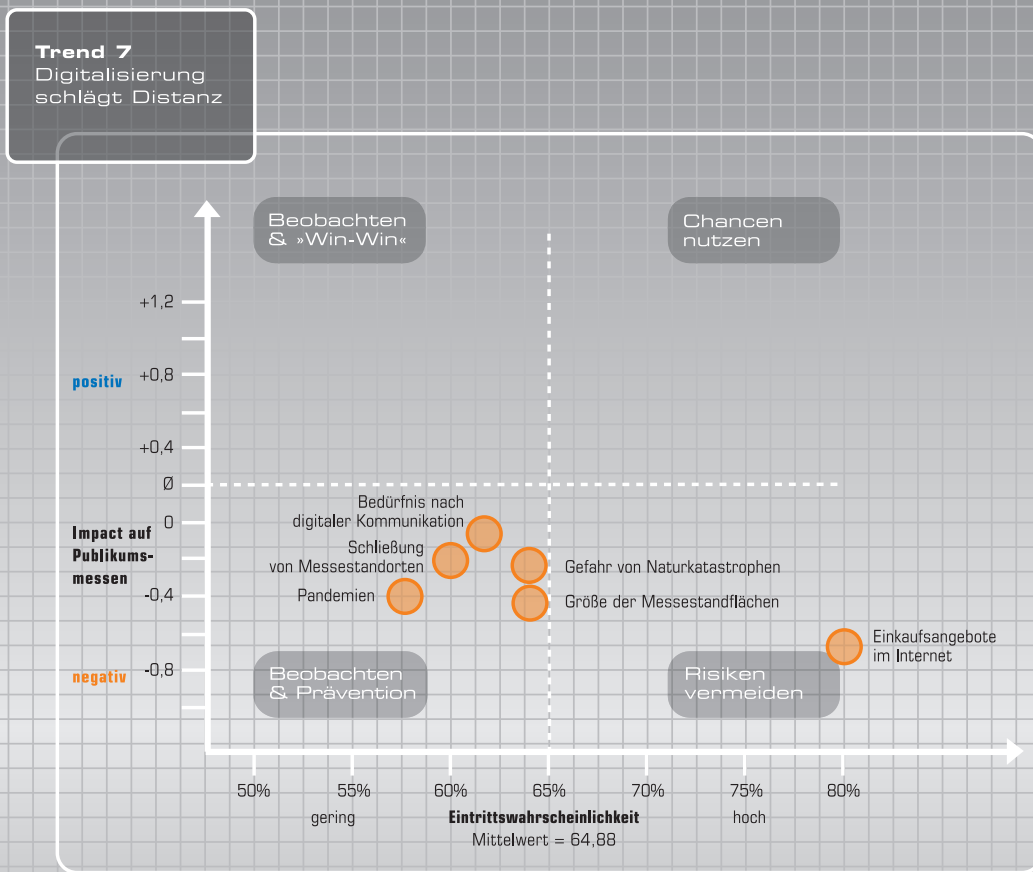 Trend 7
Digitalisierung
schlägt Distanz
Beobachten
& »Win-Win«
Chancen
nutzen
+1,2
positiv
+0,8
+0,4
Ø
0
Impact auf
Publikums-
messen
-0,4
negativ
-0,8
Bedürfnis nach
digitaler Kommunikation
Schließung
von Messestandorten
Pandemien
Gefahr von Naturkatastrophen
Größe der Messestandflächen
Einkaufsangebote
im Internet
Beobachten
& Prävention
Risiken
vermeiden
50%
55%
60%
65%
70%
75%
80%
gering
Eintrittswahrscheinlichkeit
hoch
Mittelwert = 64,88